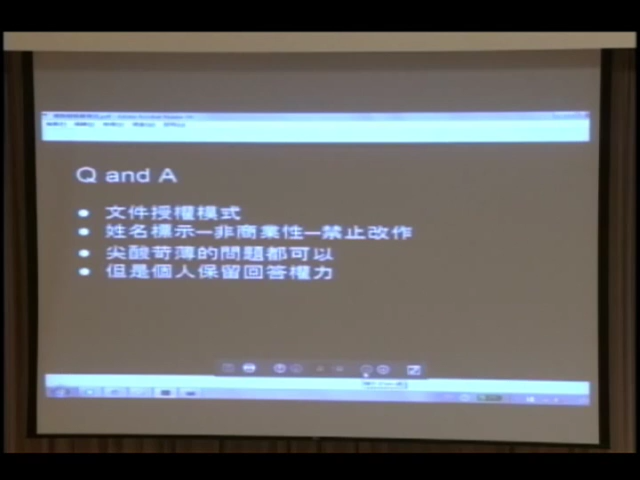 Q and A
文件授權模式
姓名標示–非商業性–禁止改作
尖酸苛薄的問題都可以
但是個人保留回答權力